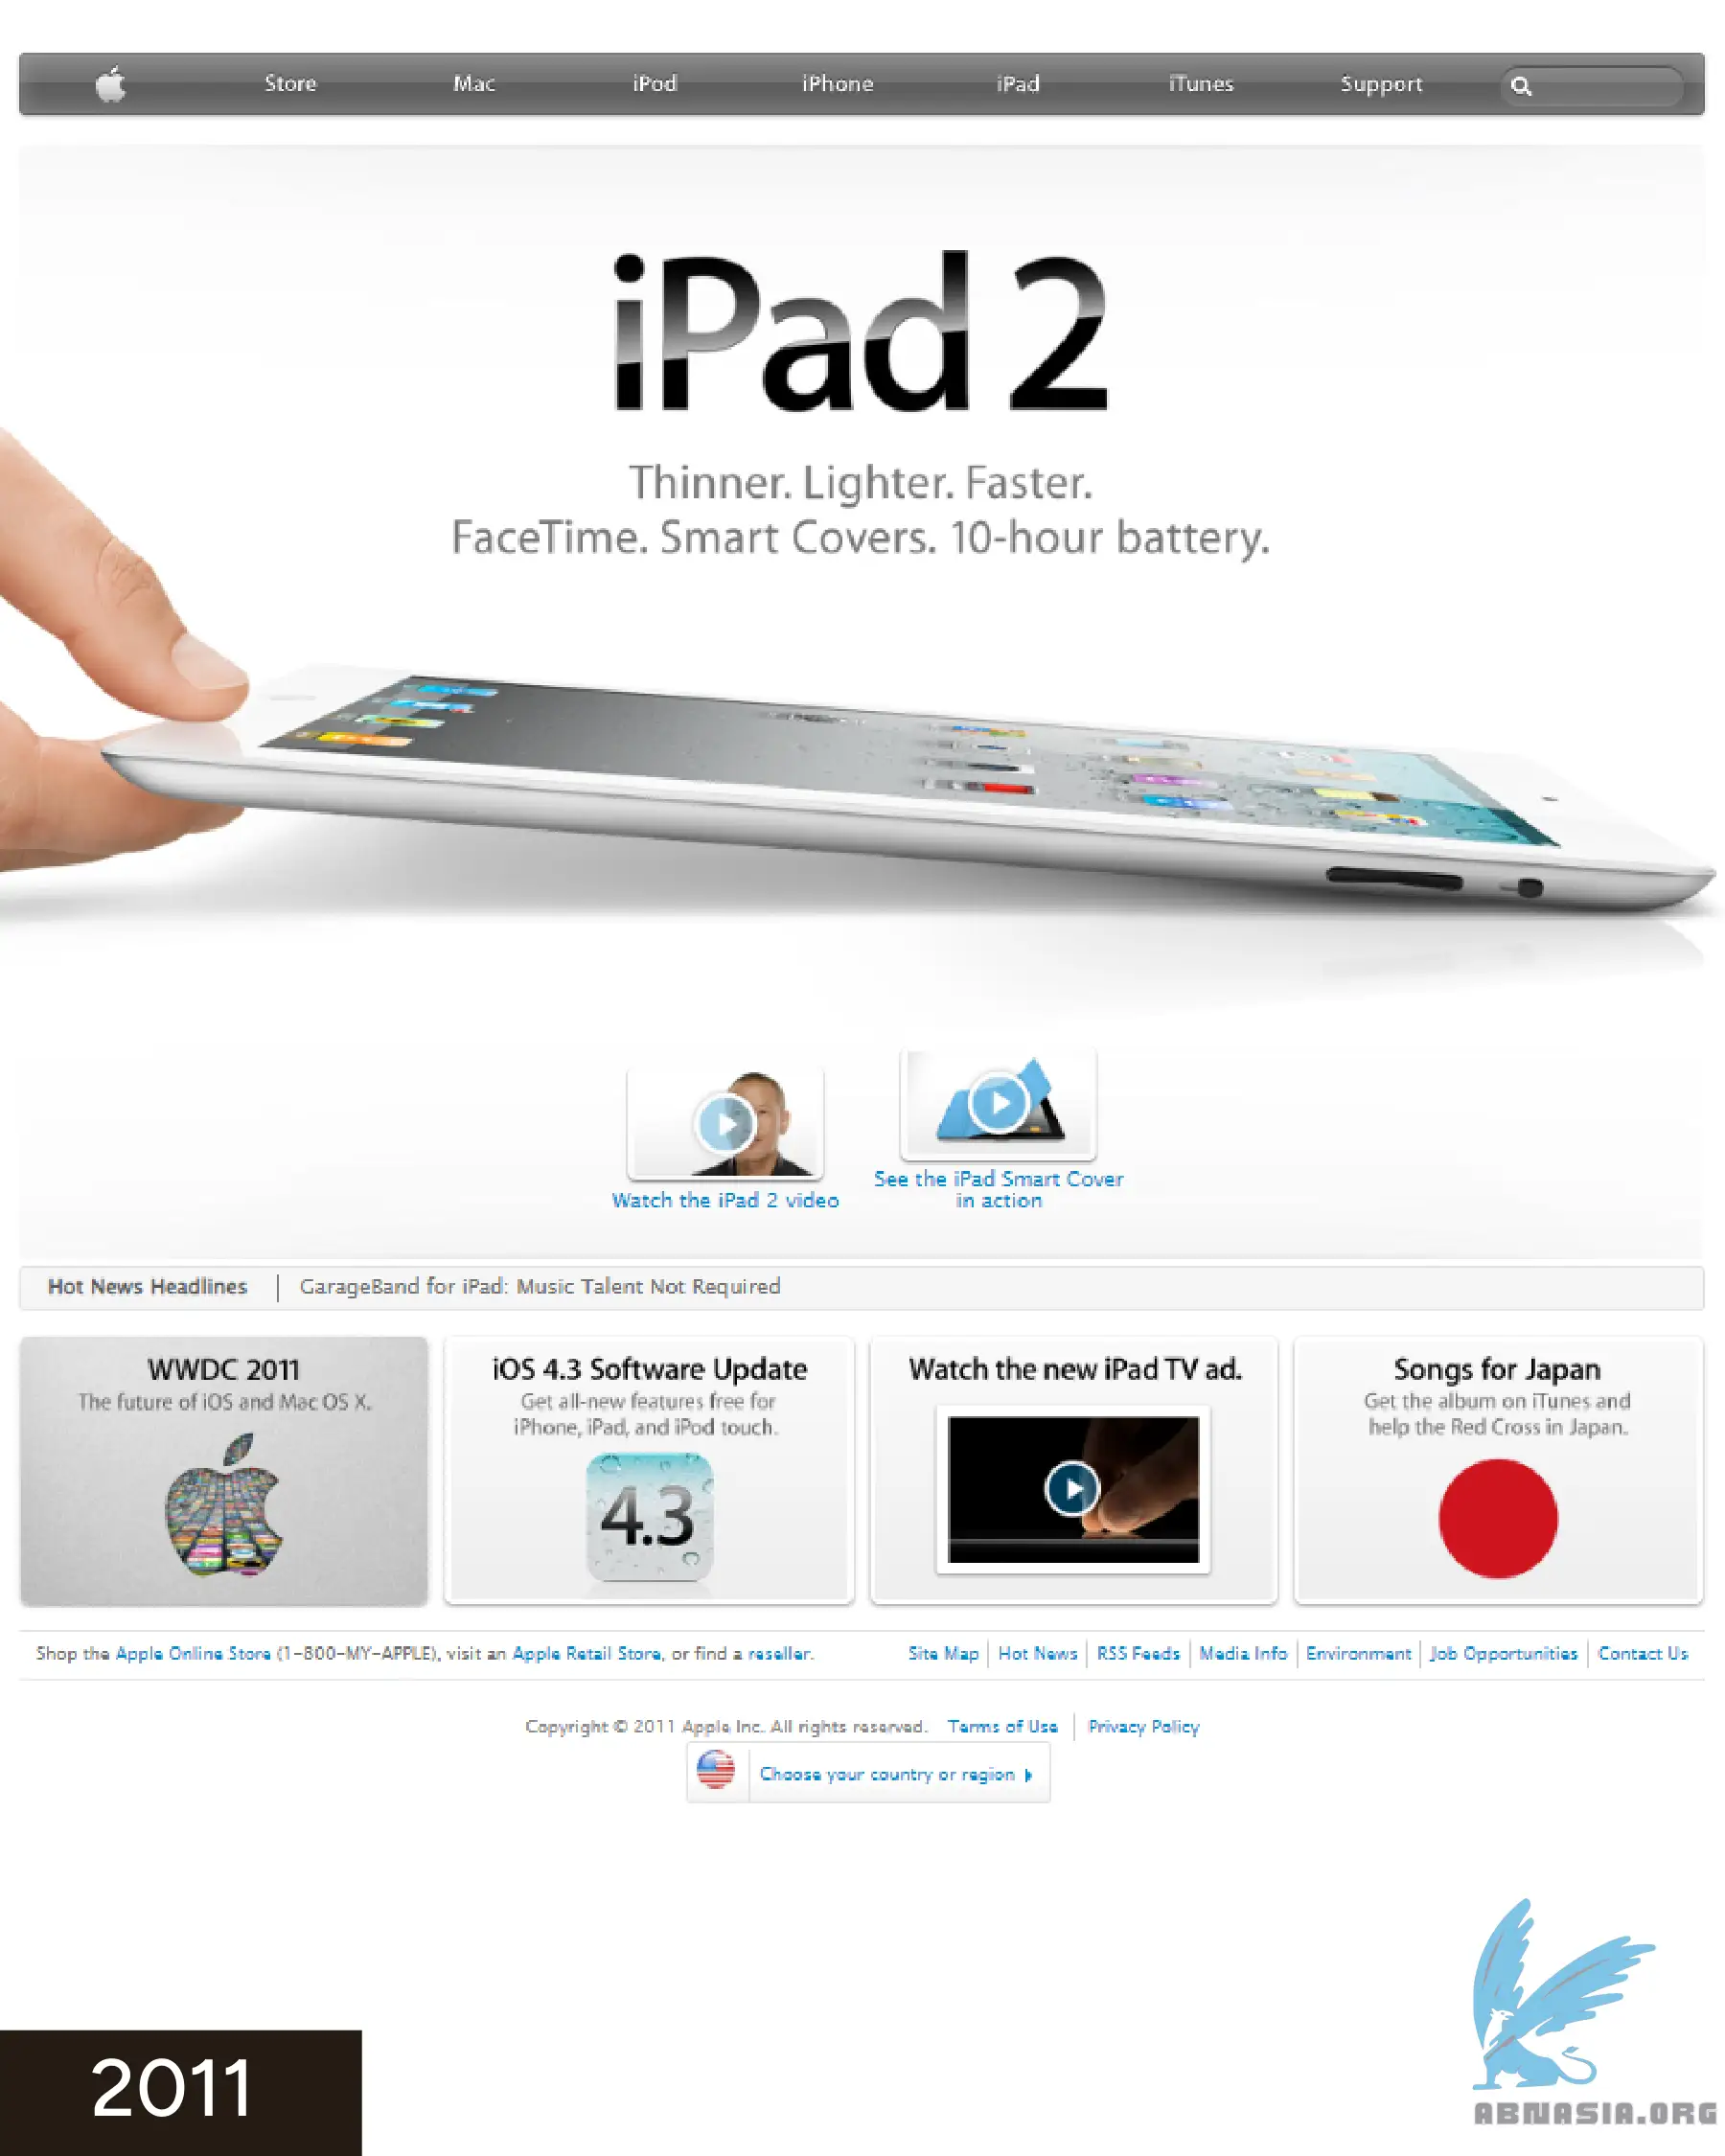 Store Mac iPod iPhone iPad iTunes Support
iPad 2
Thinner. Lighter. Faster.
FaceTime. Smart Covers. 10-hour battery.
Watch the iPad 2 video
See the iPad Smart Cover
in action
Hot News Headlines GarageBand for iPad: Music Talent Not Required
WWDC 2011
The future of iOS and Mac OS X.
iOS 4.3 Software Update
Get all-new features free for
iPhone, iPad, and iPod touch.
4.3
Watch the new iPad TV ad.
Songs for Japan
Get the album on iTunes and
help the Red Cross in Japan.
Shop the Apple Online Store (1-800-MY-APPLE), visit an Apple Retail Store, or find a reseller.
Site Map Hot News RSS Feeds Media Info Environment Job Opportunities Contact Us
Copyright © 2011 Apple Inc. All rights reserved. Terms of Use Privacy Policy
Choose your country or region
2011
ABNASIA.ORG